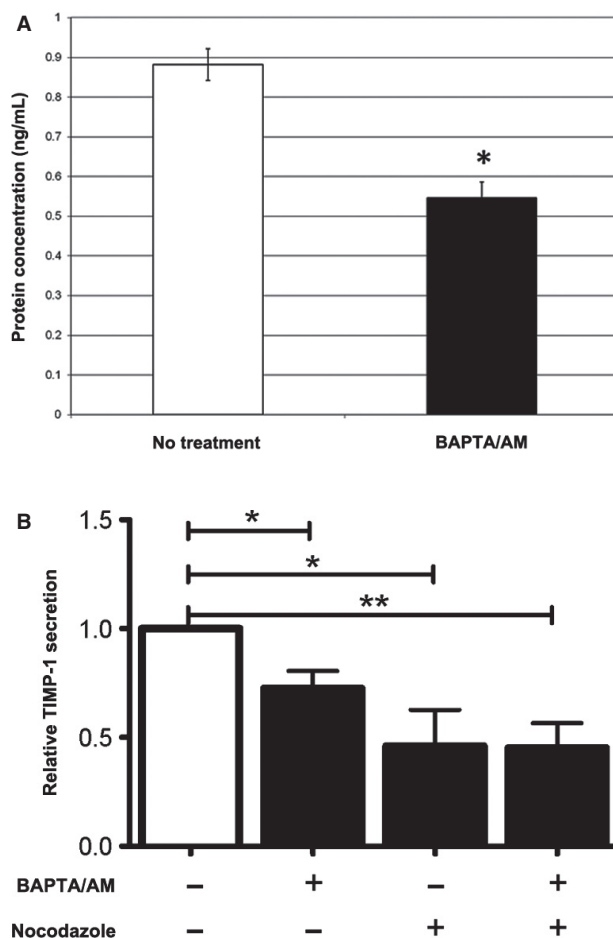 A
Protein concentration (ng/mL)
1
0.9
0.8
0.7
0.6
0.5
0.4
0.3
0.2
0.1
0
*
No treatment
BAPTA/AM
B
Relative TIMP-1 secretion
1.5
1.0
0.5
0.0
*
*
**
BAPTA/AM – + – +
Nocodazole – – + +